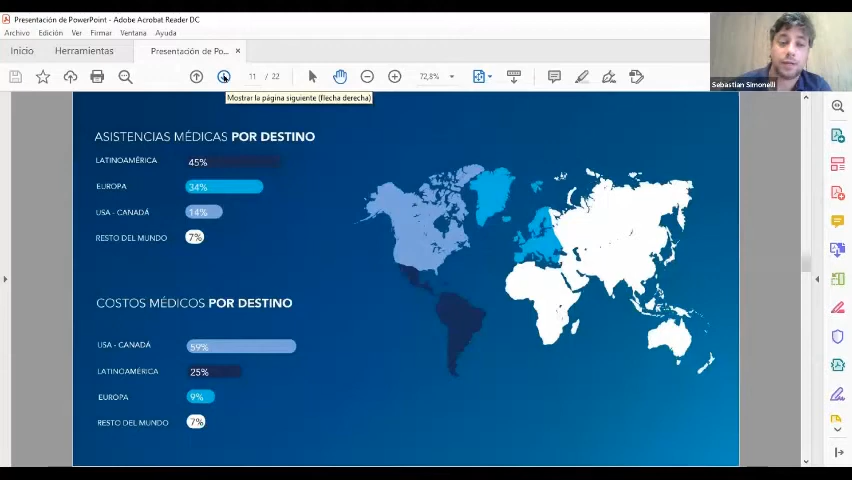 Presentación de PowerPoint - Adobe Acrobat Reader DC
Archivo Edición Ver Firmar Ventana Ayuda
Inicio Herramientas Presentación de Po... ×
11 / 22 72,8%
Mostrar la página siguiente (Flecha derecha)
Sebastian Simonelli
ASISTENCIAS MÉDICAS POR DESTINO
LATINOAMÉRICA 45%
EUROPA 34%
USA - CANADÁ 14%
RESTO DEL MUNDO 7%
COSTOS MÉDICOS POR DESTINO
USA - CANADÁ 59%
LATINOAMÉRICA 25%
EUROPA 9%
RESTO DEL MUNDO 7%